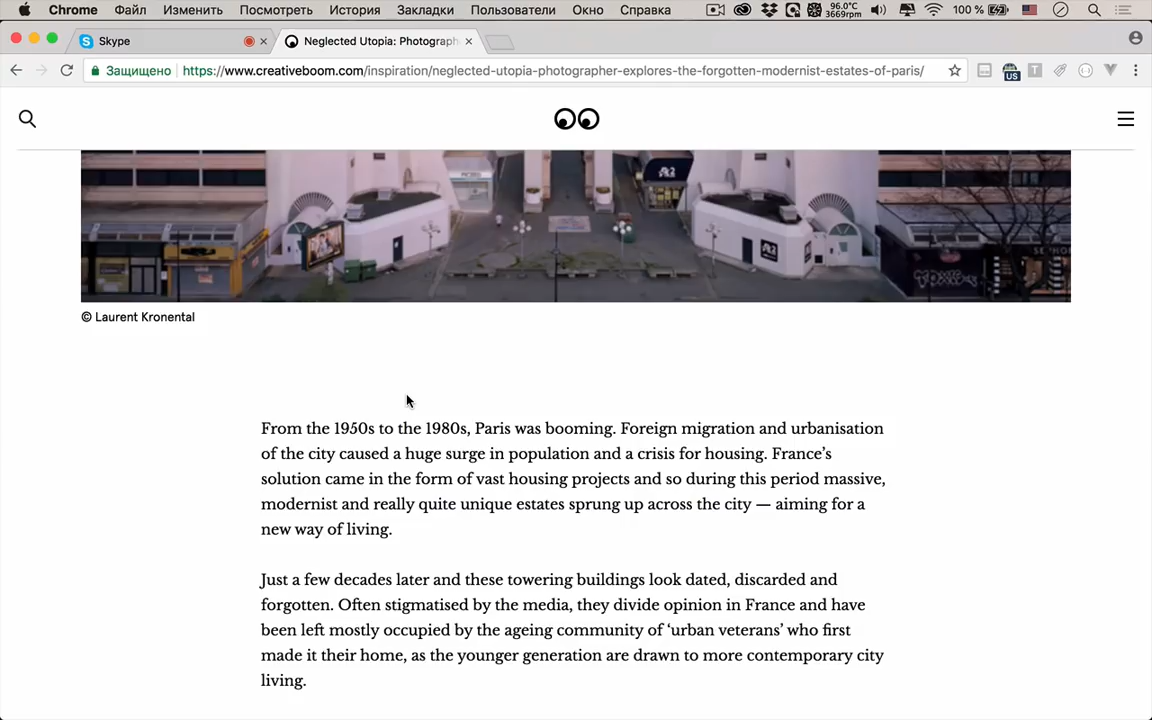 Chrome Файл Изменить Посмотреть История Закладки Пользователи Окно Справка 96.0°C 3669rpm 100 %
Skype
Neglected Utopia: Photograph
Защищено https://www.creativeboom.com/inspiration/neglected-utopia-photographer-explores-the-forgotten-modernist-estates-of-paris/ US T
© Laurent Kronental
From the 1950s to the 1980s, Paris was booming. Foreign migration and urbanisation
of the city caused a huge surge in population and a crisis for housing. France’s
solution came in the form of vast housing projects and so during this period massive,
modernist and really quite unique estates sprung up across the city — aiming for a
new way of living.
Just a few decades later and these towering buildings look dated, discarded and
forgotten. Often stigmatised by the media, they divide opinion in France and have
been left mostly occupied by the ageing community of ‘urban veterans’ who first
made it their home, as the younger generation are drawn to more contemporary city
living.